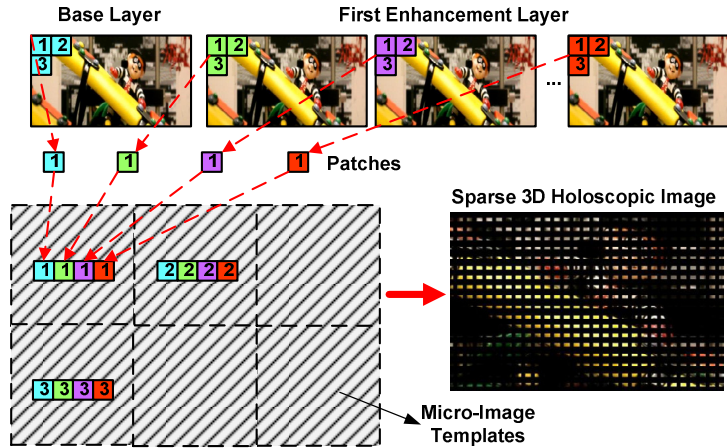 Base Layer
First Enhancement Layer
1 2 1 2 1 2 1 2
3 3 3 3
...
1 1 1 1 Patches
Sparse 3D Holoscopic Image
1 1 1 1 2 2 2 2
3 3 3 3
Micro-Image
Templates